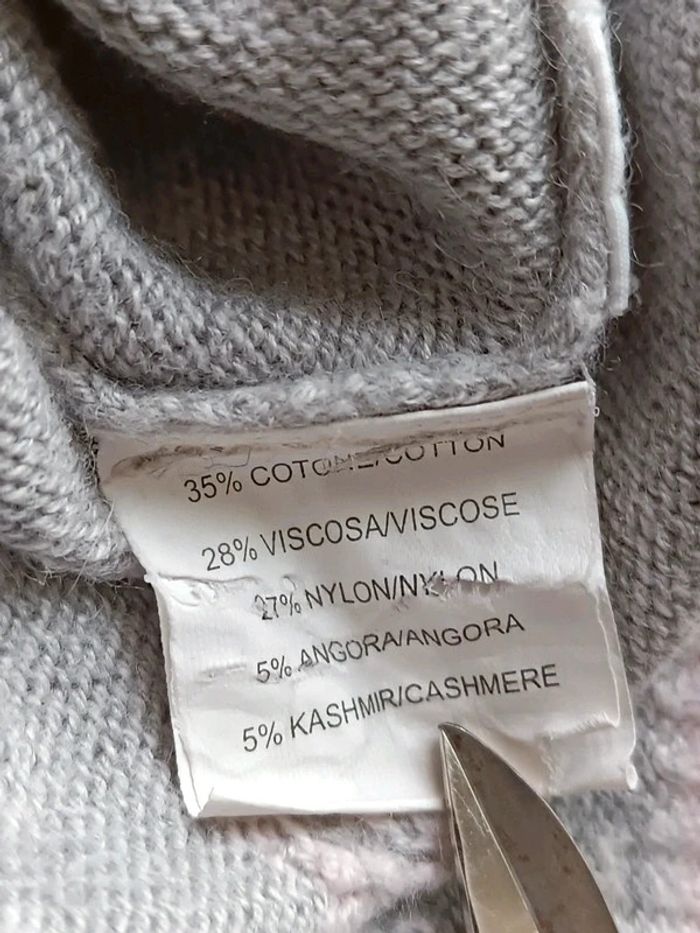 35% COTONE/COTTON
28% VISCOSA/VISCOSE
27% NYLON/NYLON
5% ANGORA/ANGORA
5% KASHMIR/CASHMERE